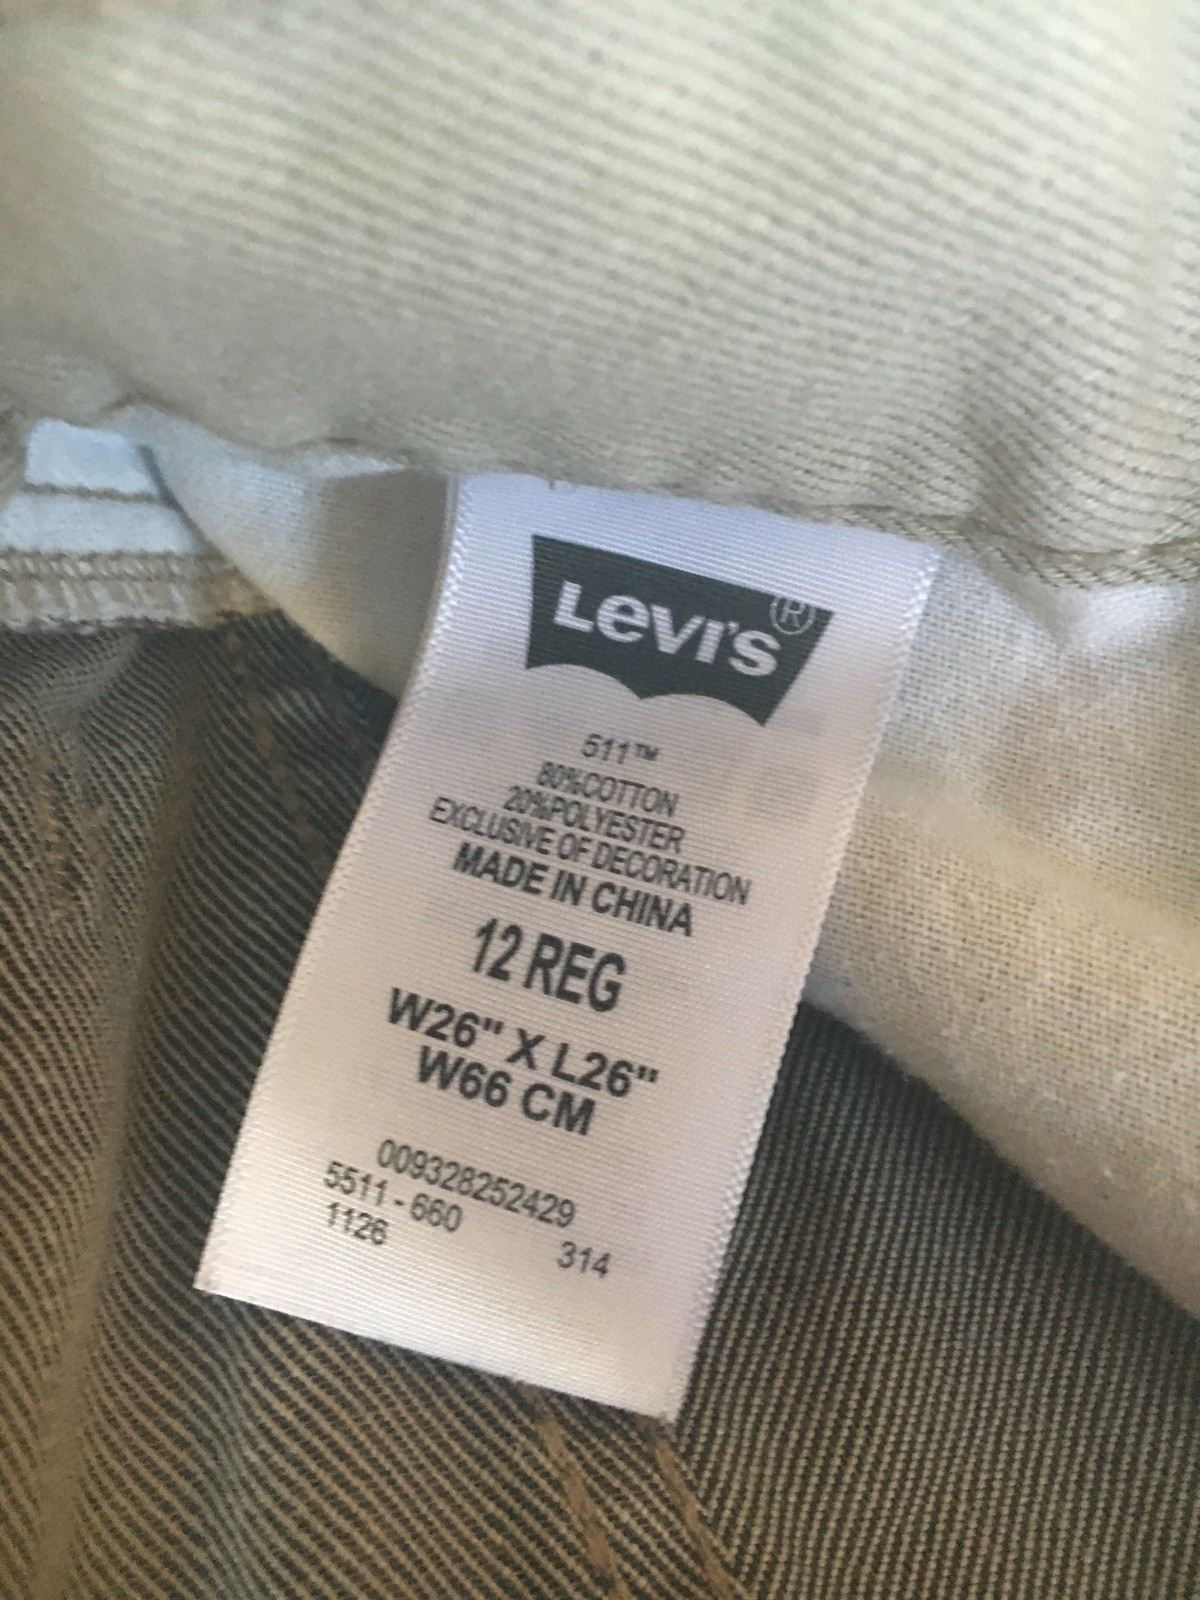 Levi's®
511™
80%COTTON
20%POLYESTER
EXCLUSIVE OF DECORATION
MADE IN CHINA
12 REG
W26" X L26"
W66 CM
009328252429
5511 - 660
1126 314